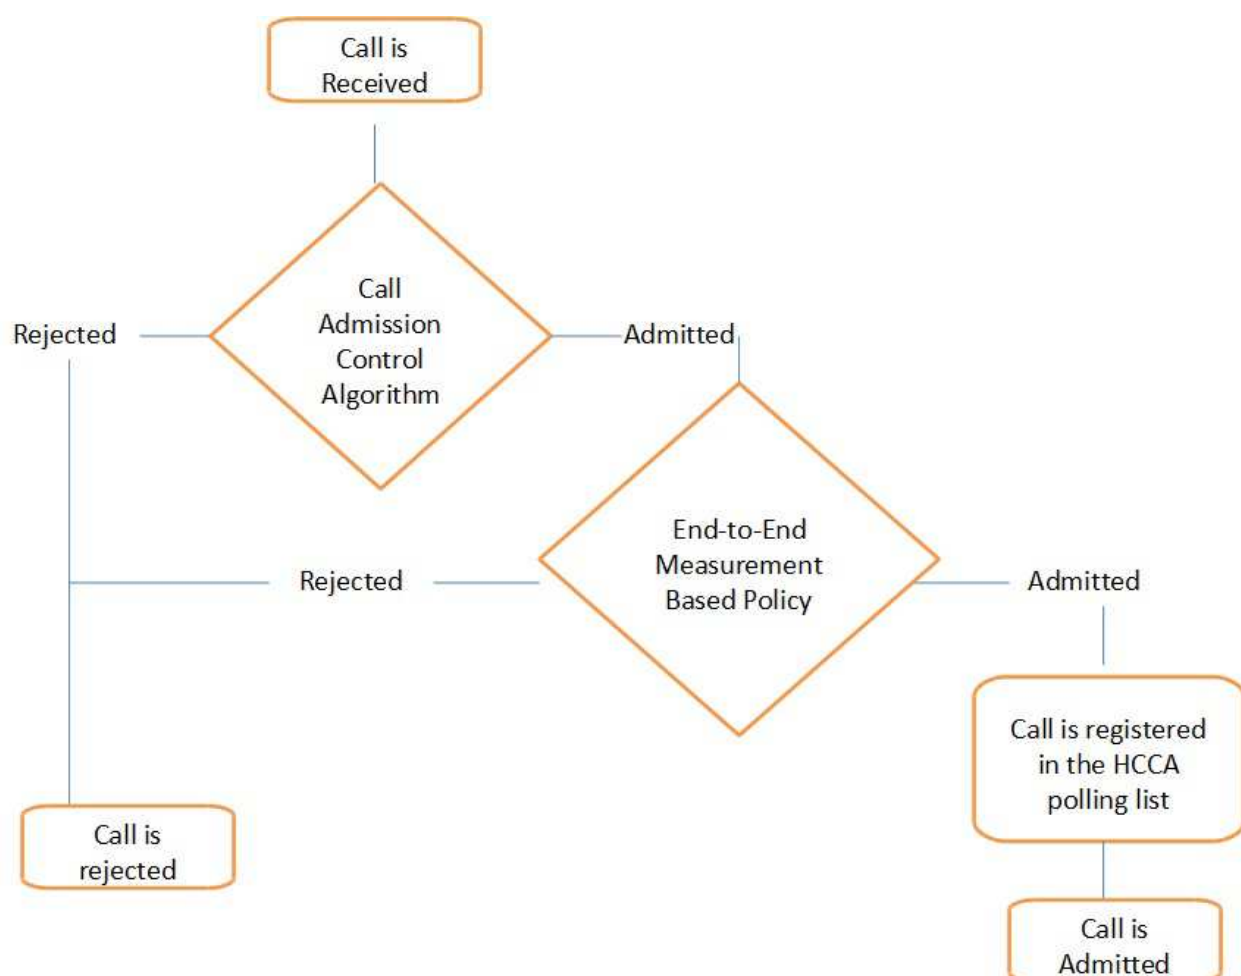 Call is
Received
Call
Admission
Control
Algorithm
Rejected
Admitted
End-to-End
Measurement
Based Policy
Rejected
Admitted
Call is registered
in the HCCA
polling list
Call is
rejected
Call is
Admitted